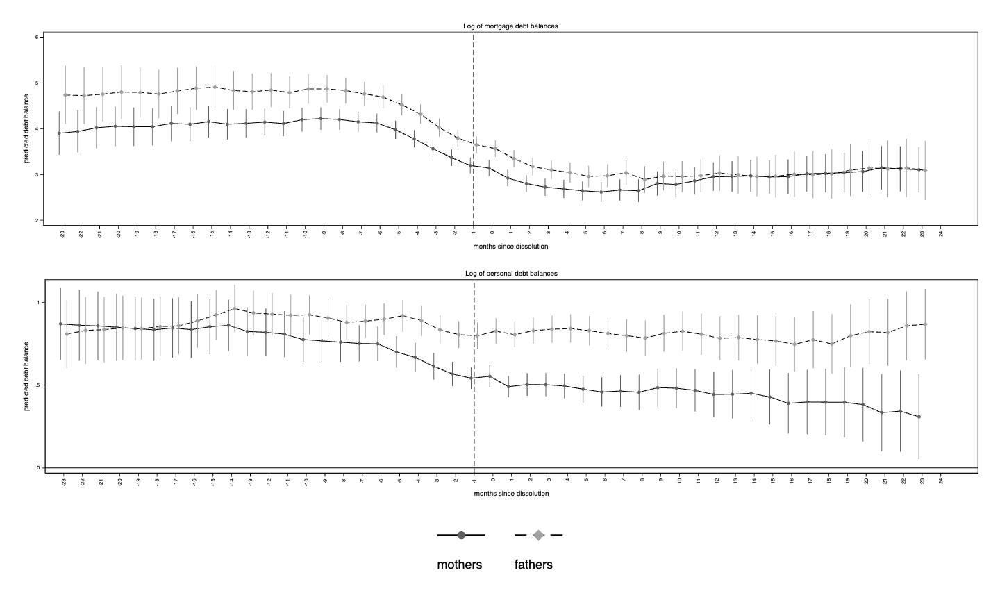 Log of mortgage debt balances
6
5
4
3
2
predicted debt balance
-23 -22 -21 -20 -19 -18 -17 -16 -15 -14 -13 -12 -11 -10 -9 -8 -7 -6 -5 -4 -3 -2 -1 0 1 2 3 4 5 6 7 8 9 10 11 12 13 14 15 16 17 18 19 20 21 22 23 24
months since dissolution
Log of personal debt balances
1
.5
0
predicted debt balance
-23 -22 -21 -20 -19 -18 -17 -16 -15 -14 -13 -12 -11 -10 -9 -8 -7 -6 -5 -4 -3 -2 -1 0 1 2 3 4 5 6 7 8 9 10 11 12 13 14 15 16 17 18 19 20 21 22 23 24
months since dissolution
mothers fathers